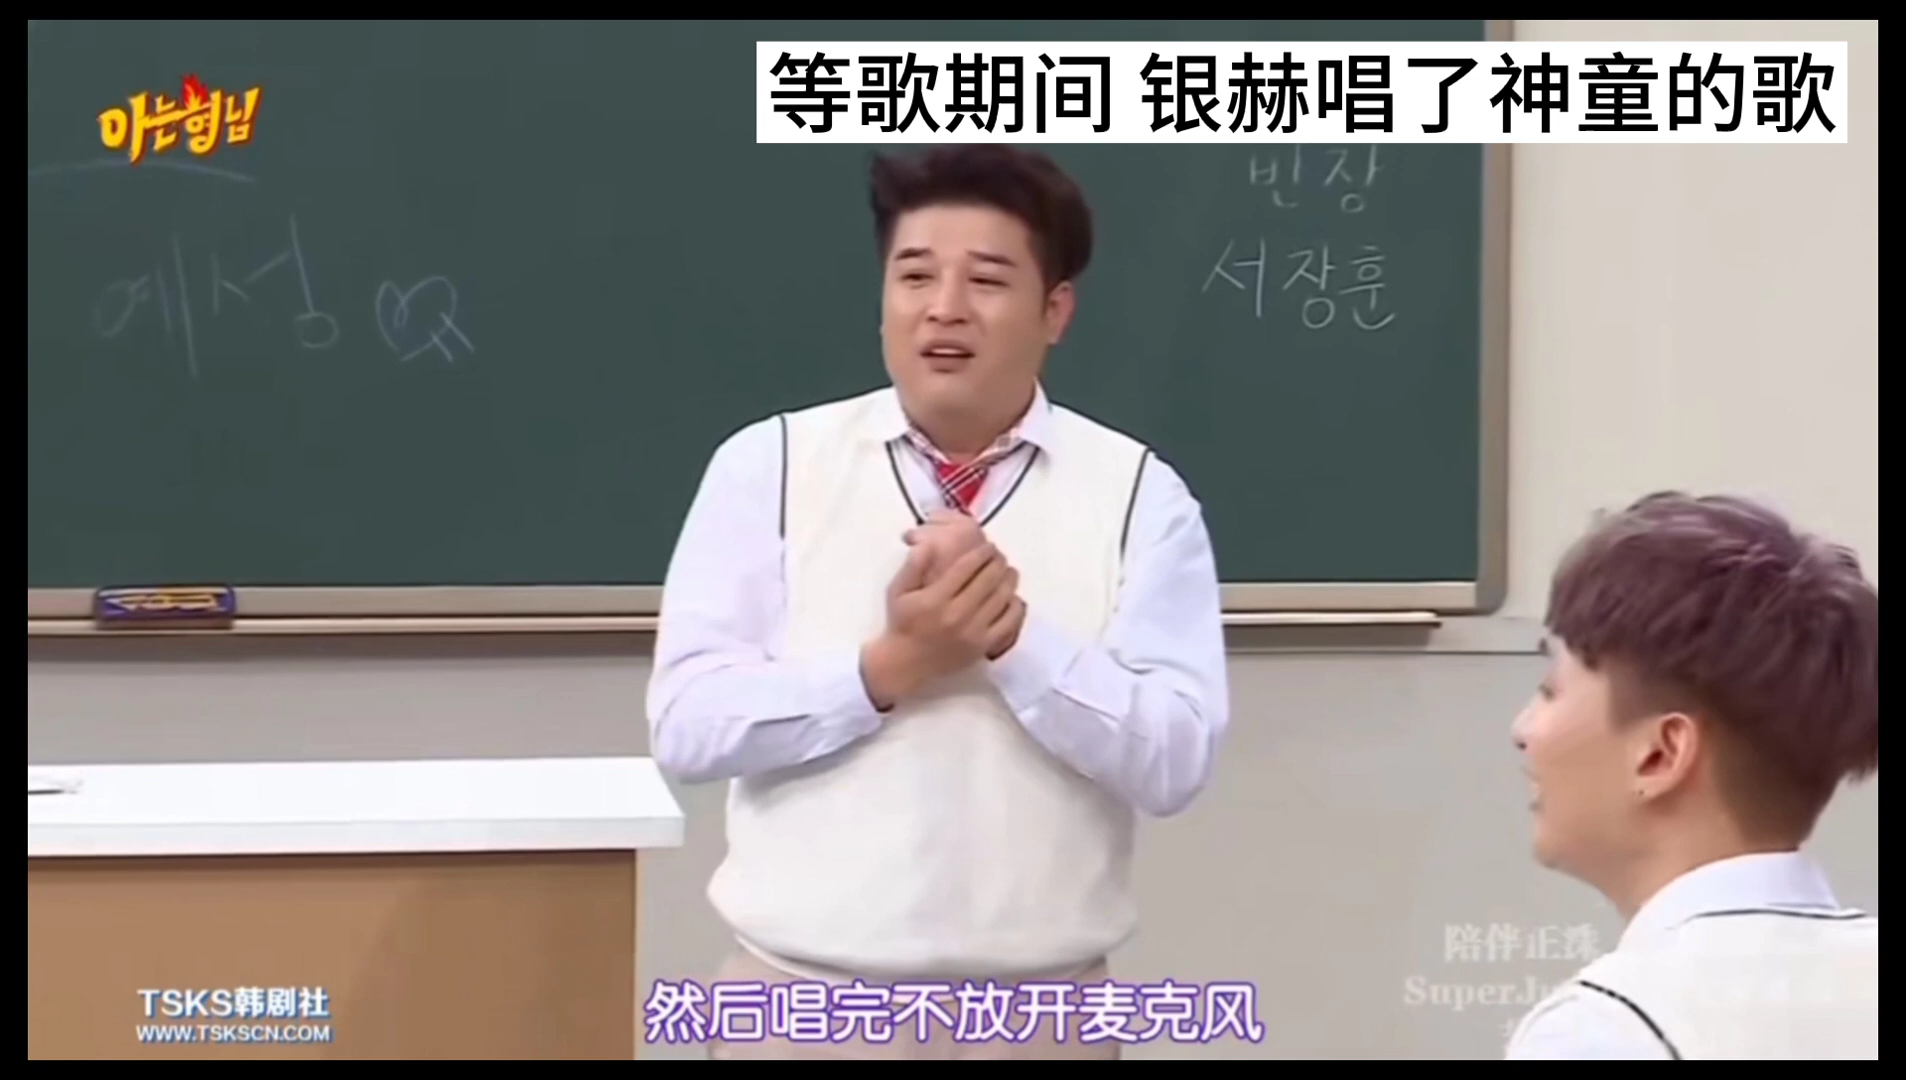 等歌期间 银赫唱了神童的歌
아는형님
빈장
서장훈
예성
陪伴正洙
TSKS韩剧社
WWW.TSKSCN.COM
然后唱完不放开麦克风